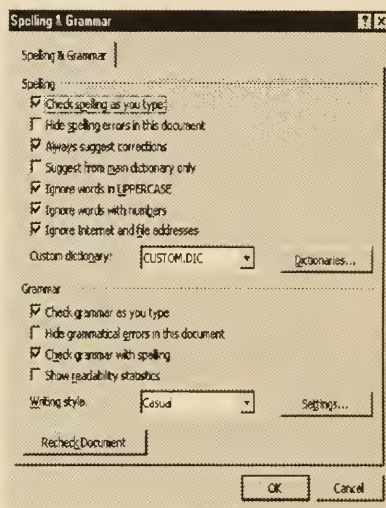 Spelling & Grammar
Spelling & Grammar
Spelling
Check spelling as you type
Hide spelling errors in this document
Always suggest corrections
Suggest from main dictionary only
Ignore words in UPPERCASE
Ignore words with numbers
Ignore Internet and file addresses
Custom dictionary: CUSTOM.DIC Dictionaries...
Grammar
Check grammar as you type
Hide grammatical errors in this document
Check grammar with spelling
Show readability statistics
Writing style: Casual Settings...
Recheck Document
OK Cancel